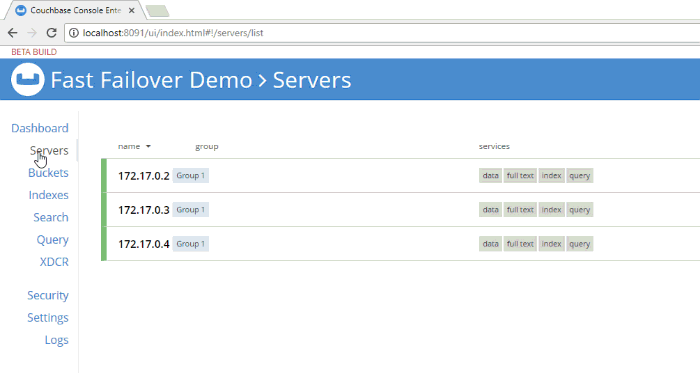 Couchbase Console Ente
localhost:8091/ui/index.html#!/servers/list
BETA BUILD
Fast Failover Demo > Servers
Dashboard
Servers
Buckets
Indexes
Search
Query
XDCR
Security
Settings
Logs
name group services
172.17.0.2 Group 1 data full text index query
172.17.0.3 Group 1 data full text index query
172.17.0.4 Group 1 data full text index query